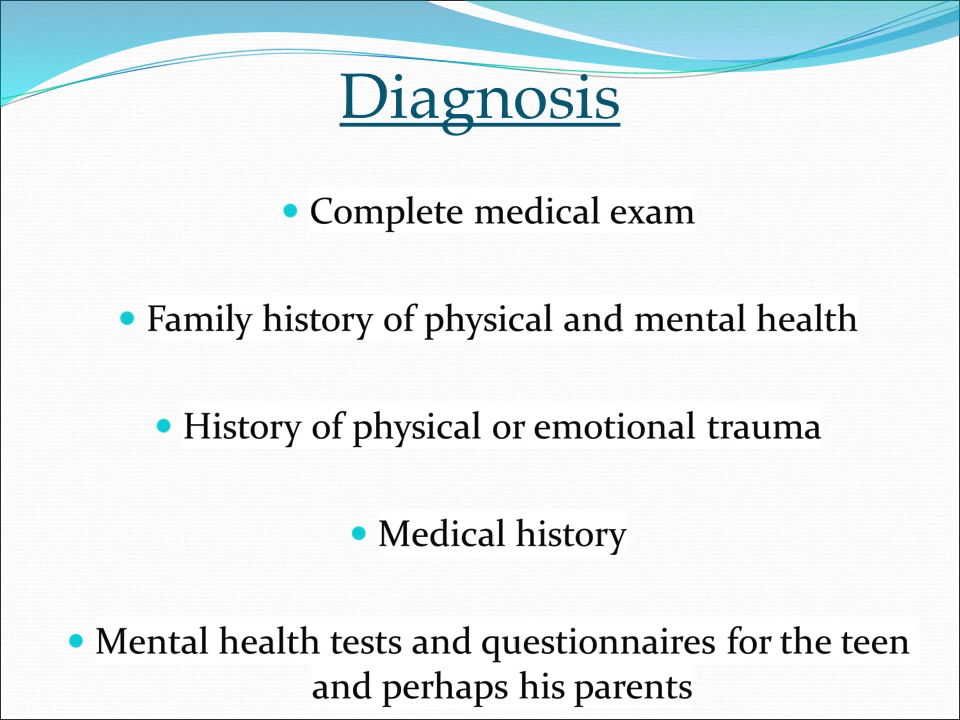 Diagnosis
• Complete medical exam
• Family history of physical and mental health
• History of physical or emotional trauma
• Medical history
• Mental health tests and questionnaires for the teen
and perhaps his parents